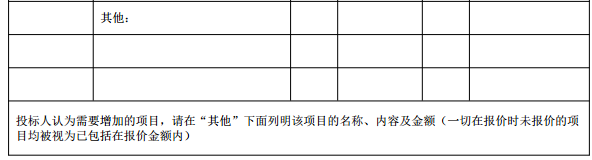 其他：
投标人认为需要增加的项目，请在“其他”下面列明该项目的名称、内容及金额（一切在报价时未报价的项
目均被视为已包括在报价金额内）